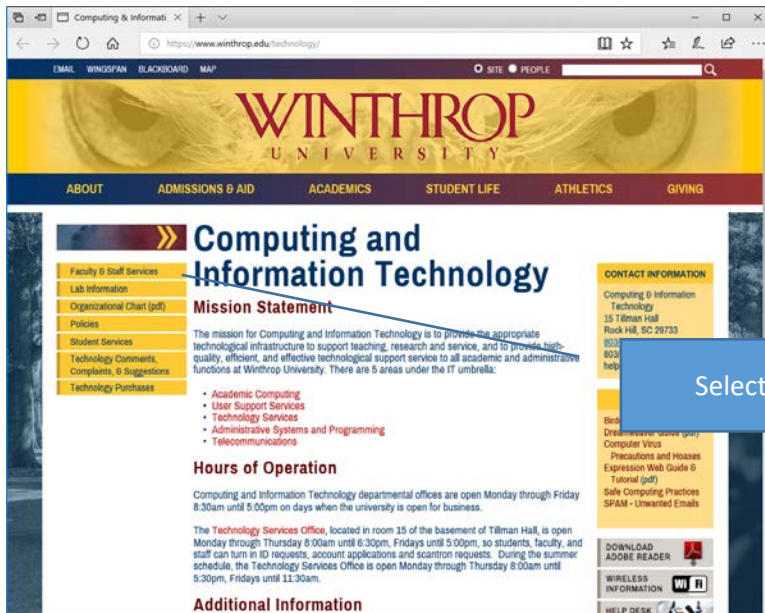 Computing & Informati
https://www.winthrop.edu/technology/
EMAIL WINGSPAN BLACKBOARD MAP
SITE PEOPLE
WINTHROP
UNIVERSITY
ABOUT ADMISSIONS & AID ACADEMICS STUDENT LIFE ATHLETICS GIVING
Faculty & Staff Services
Lab Information
Organizational Chart (pdf)
Policies
Student Services
Technology Comments,
Complaints, & Suggestions
Technology Purchases
Computing and
Information Technology
Mission Statement
The mission for Computing and Information Technology is to provide the appropriate
technological infrastructure to support teaching, research and service, and to provide high-
quality, efficient, and effective technological support service to all academic and administrative
functions at Winthrop University. There are 5 areas under the IT umbrella:
• Academic Computing
• User Support Services
• Technology Services
• Administrative Systems and Programming
• Telecommunications
Hours of Operation
Computing and Information Technology departmental offices are open Monday through Friday
8:30am until 5:00pm on days when the university is open for business.
The Technology Services Office, located in room 15 of the basement of Tillman Hall, is open
Monday through Thursday 8:00am until 6:30pm, Fridays until 5:00pm, so students, faculty, and
staff can turn in ID requests, account applications and scantron requests. During the summer
schedule, the Technology Services Office is open Monday through Thursday 8:00am until
5:30pm, Fridays until 11:30am.
Additional Information
CONTACT INFORMATION
Computing & Information
Technology
15 Tillman Hall
Rock Hill, SC 29733
803/
803/
help
Select
Dreamweaver Guide (pdf)
Computer Virus
Precautions and Hoaxes
Expression Web Guide &
Tutorial (pdf)
Safe Computing Practices
SPAM - Unwanted Emails
DOWNLOAD
ADOBE READER
WIRELESS
INFORMATION
Wi Fi
HELP DESK